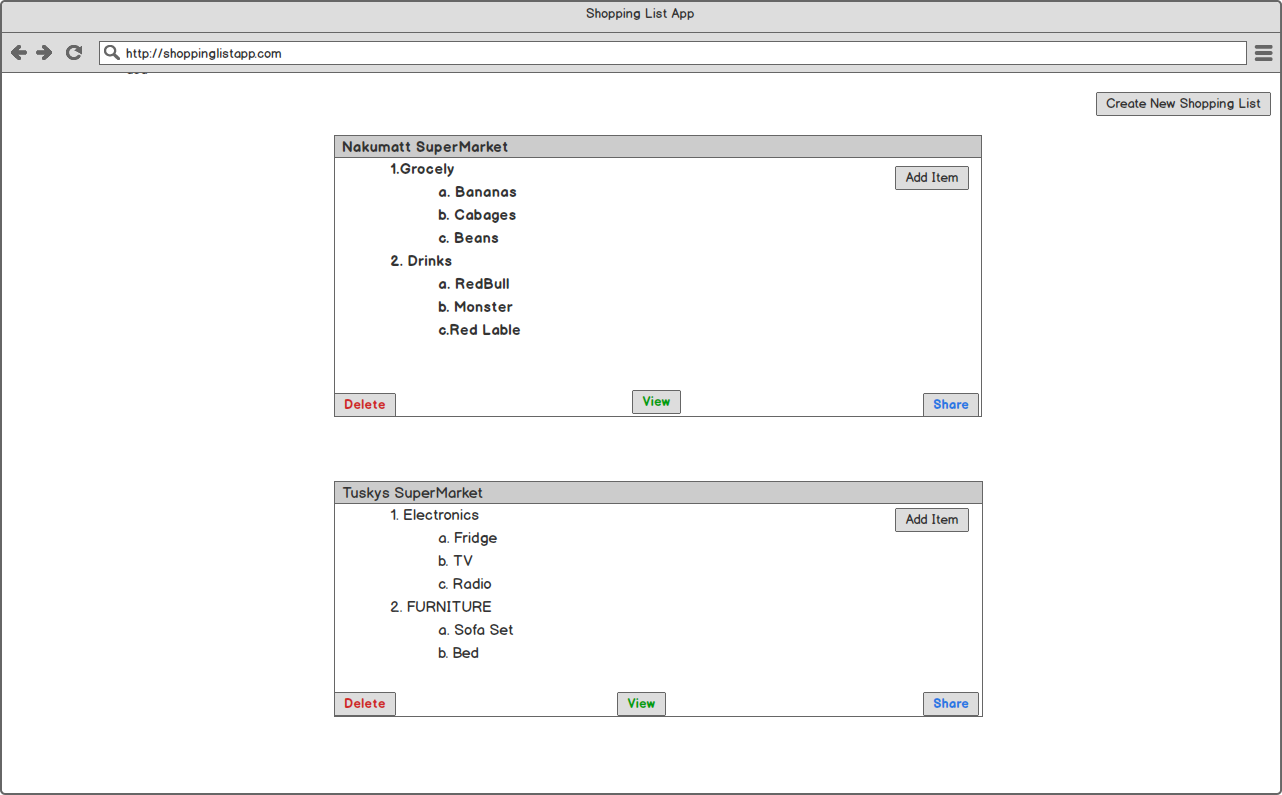 Shopping List App
http://shoppinglistapp.com
Create New Shopping List
Nakumatt SuperMarket
1.Grocely
Add Item
a. Bananas
b. Cabages
c. Beans
2. Drinks
a. RedBull
b. Monster
c.Red Lable
Delete
View
Share
Tuskys SuperMarket
1. Electronics
Add Item
a. Fridge
b. TV
c. Radio
2. FURNITURE
a. Sofa Set
b. Bed
Delete
View
Share